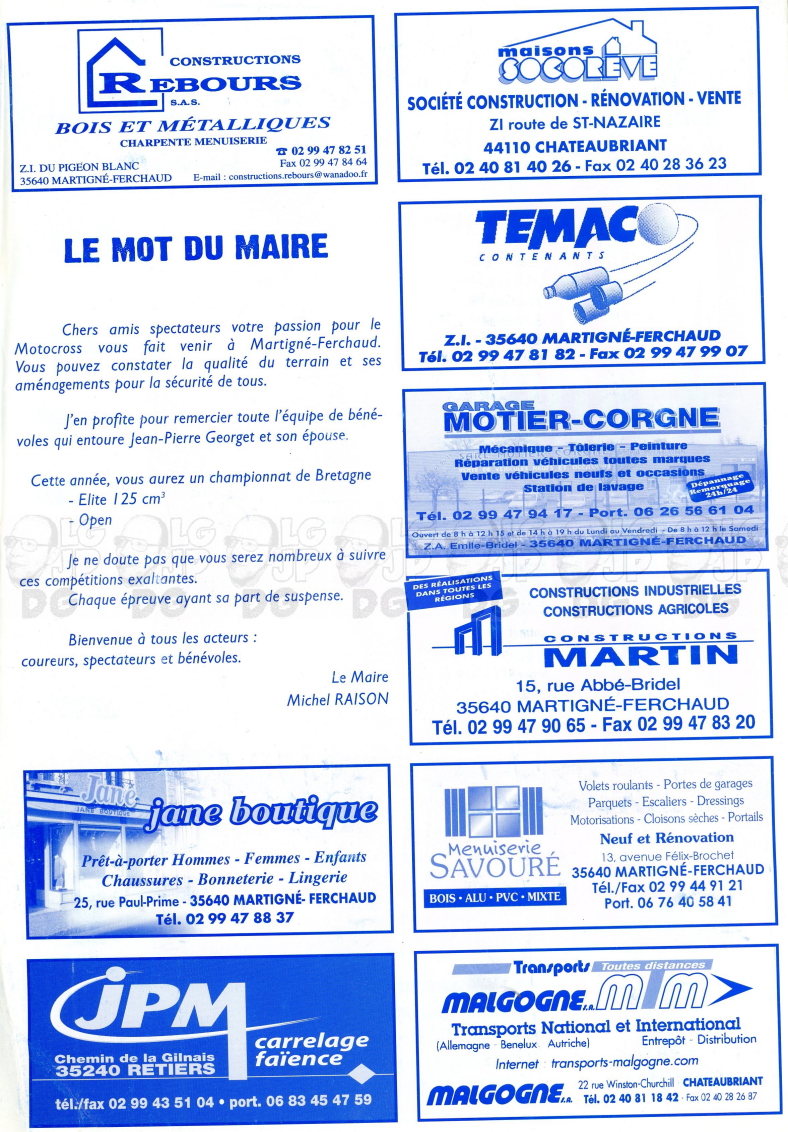 CONSTRUCTIONS
REBOURS
S.A.S.
BOIS ET MÉTALLIQUES
CHARPENTE MENUISERIE
☎ 02 99 47 82 51
Fax 02 99 47 84 64
Z.I. DU PIGEON BLANC
35640 MARTIGNÉ-FERCHAUD
E-mail : constructions.rebours@wanadoo.fr
maisons
SOCOREVE
SOCIÉTÉ CONSTRUCTION - RÉNOVATION - VENTE
ZI route de ST-NAZAIRE
44110 CHATEAUBRIANT
Tél. 02 40 81 40 26 - Fax 02 40 28 36 23
TEMACO
CONTENANTS
Z.I. - 35640 MARTIGNÉ-FERCHAUD
Tél. 02 99 47 81 82 - Fax 02 99 47 99 07
LE MOT DU MAIRE
Chers amis spectateurs votre passion pour le
Motocross vous fait venir à Martigné-Ferchaud.
Vous pouvez constater la qualité du terrain et ses
aménagements pour la sécurité de tous.
J'en profite pour remercier toute l'équipe de béné-
voles qui entoure Jean-Pierre Georget et son épouse.
Cette année, vous aurez un championnat de Bretagne
- Elite 125 cm³
- Open
Je ne doute pas que vous serez nombreux à suivre
ces compétitions exaltantes.
Chaque épreuve ayant sa part de suspense.
Bienvenue à tous les acteurs :
coureurs, spectateurs et bénévoles.
Le Maire
Michel RAISON
GARAGE
MOTIER-CORGNE
Mécanique - Tôlerie - Peinture
Réparation véhicules toutes marques
Vente véhicules neufs et occasions
Station de lavage
Dépannage
Remorquage
24h/24
Tél. 02 99 47 94 17 - Port. 06 26 56 61 04
Ouvert de 8 h à 12 h 15 et de 14 h à 19 h du Lundi au Vendredi - De 8 h à 12 h le Samedi
Z.A. Emile-Bridel - 35640 MARTIGNÉ-FERCHAUD
DES RÉALISATIONS
DANS TOUTES LES
RÉGIONS
CONSTRUCTIONS INDUSTRIELLES
CONSTRUCTIONS AGRICOLES
CONSTRUCTIONS
MARTIN
15, rue Abbé-Bridel
35640 MARTIGNÉ-FERCHAUD
Tél. 02 99 47 90 65 - Fax 02 99 47 83 20
Jane
JANE BOUTIQUE
jane boutique
Prêt-à-porter Hommes - Femmes - Enfants
Chaussures - Bonneterie - Lingerie
25, rue Paul-Prime - 35640 MARTIGNÉ- FERCHAUD
Tél. 02 99 47 88 37
Menuiserie
SAVOURÉ
BOIS • ALU • PVC • MIXTE
Volets roulants - Portes de garages
Parquets - Escaliers - Dressings
Motorisations - Cloisons sèches - Portails
Neuf et Rénovation
13, avenue Félix-Brochet
35640 MARTIGNÉ-FERCHAUD
Tél./Fax 02 99 44 91 21
Port. 06 76 40 58 41
JPM
carrelage
faïence
Chemin de la Gilnais
35240 RETIERS
tél./fax 02 99 43 51 04 • port. 06 83 45 47 59
Transports Toutes distances
MALGOGNE s.a. MTM
Transports National et International
(Allemagne - Benelux - Autriche) Entrepôt - Distribution
Internet : transports-malgogne.com
MALGOGNE s.a. 22 rue Winston-Churchill CHATEAUBRIANT
Tél. 02 40 81 18 42 - Fax 02 40 28 26 87
LG JP
DG